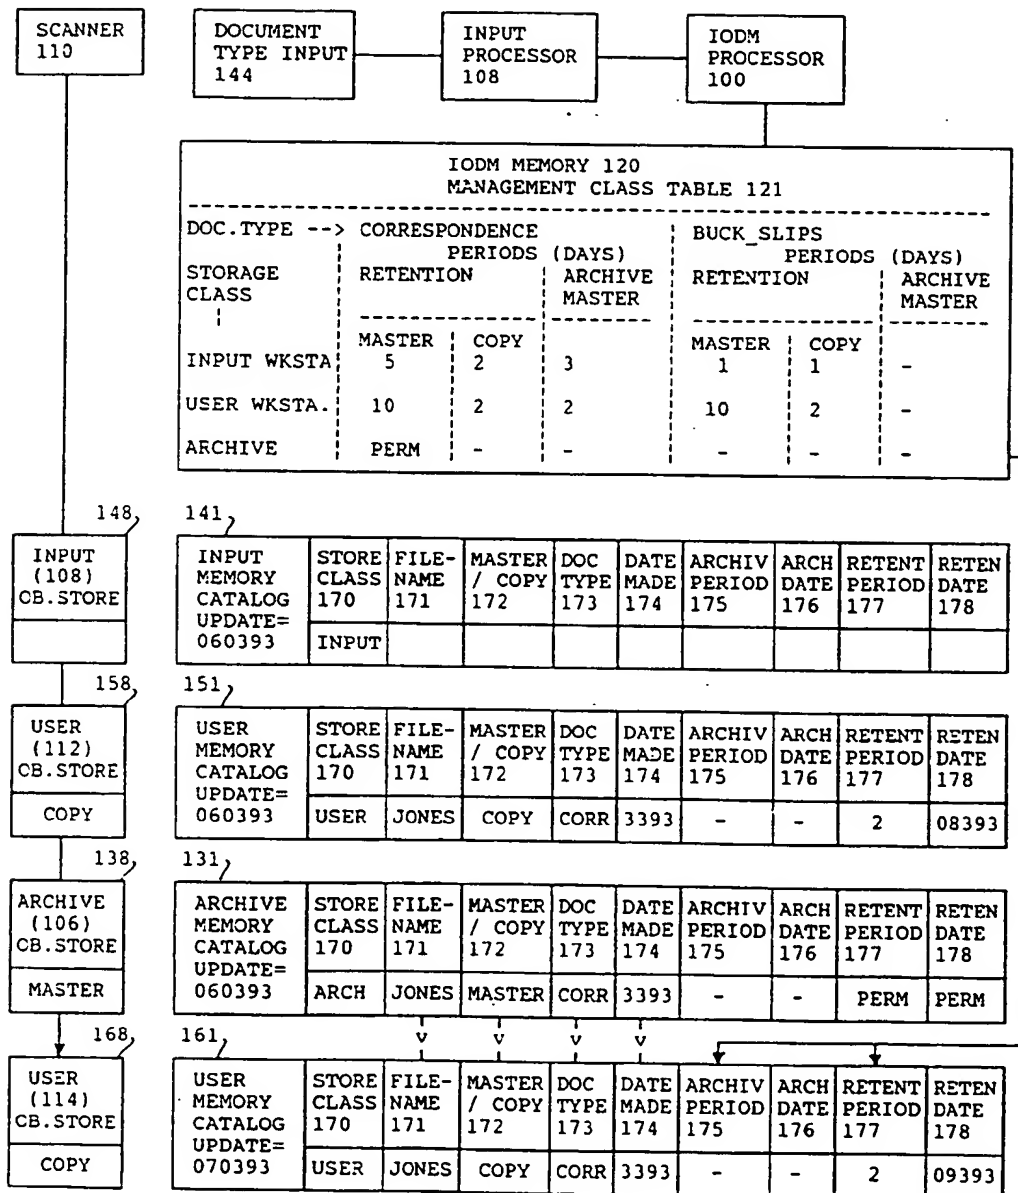 SCANNER
110
DOCUMENT
TYPE INPUT
144
INPUT
PROCESSOR
108
IODM
PROCESSOR
100
IODM MEMORY 120
MANAGEMENT CLASS TABLE 121
DOC.TYPE --> CORRESPONDENCE BUCK_SLIPS
PERIODS (DAYS) PERIODS (DAYS)
STORAGE RETENTION ARCHIVE RETENTION ARCHIVE
CLASS MASTER MASTER
MASTER COPY MASTER COPY
INPUT WKSTA 5 2 3 1 1 -
USER WKSTA. 10 2 2 10 2 -
ARCHIVE PERM - - - - -
148 141
INPUT
(108)
OB.STORE
INPUT STORE FILE- MASTER DOC DATE ARCHIV ARCH RETENT RETEN
MEMORY CLASS NAME / COPY TYPE MADE PERIOD DATE PERIOD DATE
CATALOG 170 171 172 173 174 175 176 177 178
UPDATE=
060393 INPUT
158 151
USER
(112)
OB.STORE
COPY
USER STORE FILE- MASTER DOC DATE ARCHIV ARCH RETENT RETEN
MEMORY CLASS NAME / COPY TYPE MADE PERIOD DATE PERIOD DATE
CATALOG 170 171 172 173 174 175 176 177 178
UPDATE=
060393 USER JONES COPY CORR 3393 - - 2 08393
138 131
ARCHIVE
(106)
OB.STORE
MASTER
ARCHIVE STORE FILE- MASTER DOC DATE ARCHIV ARCH RETENT RETEN
MEMORY CLASS NAME / COPY TYPE MADE PERIOD DATE PERIOD DATE
CATALOG 170 171 172 173 174 175 176 177 178
UPDATE=
060393 ARCH JONES MASTER CORR 3393 - - PERM PERM
168 161
USER
(114)
OB.STORE
COPY
USER STORE FILE- MASTER DOC DATE ARCHIV ARCH RETENT RETEN
MEMORY CLASS NAME / COPY TYPE MADE PERIOD DATE PERIOD DATE
CATALOG 170 171 172 173 174 175 176 177 178
UPDATE=
070393 USER JONES COPY CORR 3393 - - 2 09393